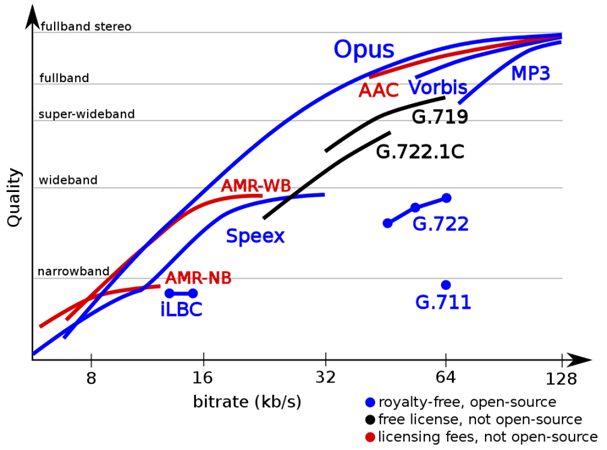 fullband stereo
Opus
fullband
AAC
Vorbis
MP3
super-wideband
G.719
G.722.1C
Quality
wideband
AMR-WB
Speex
G.722
narrowband
AMR-NB
iLBC
G.711
8
16
32
64
128
bitrate (kb/s)
royalty-free, open-source
free license, not open-source
licensing fees, not open-source